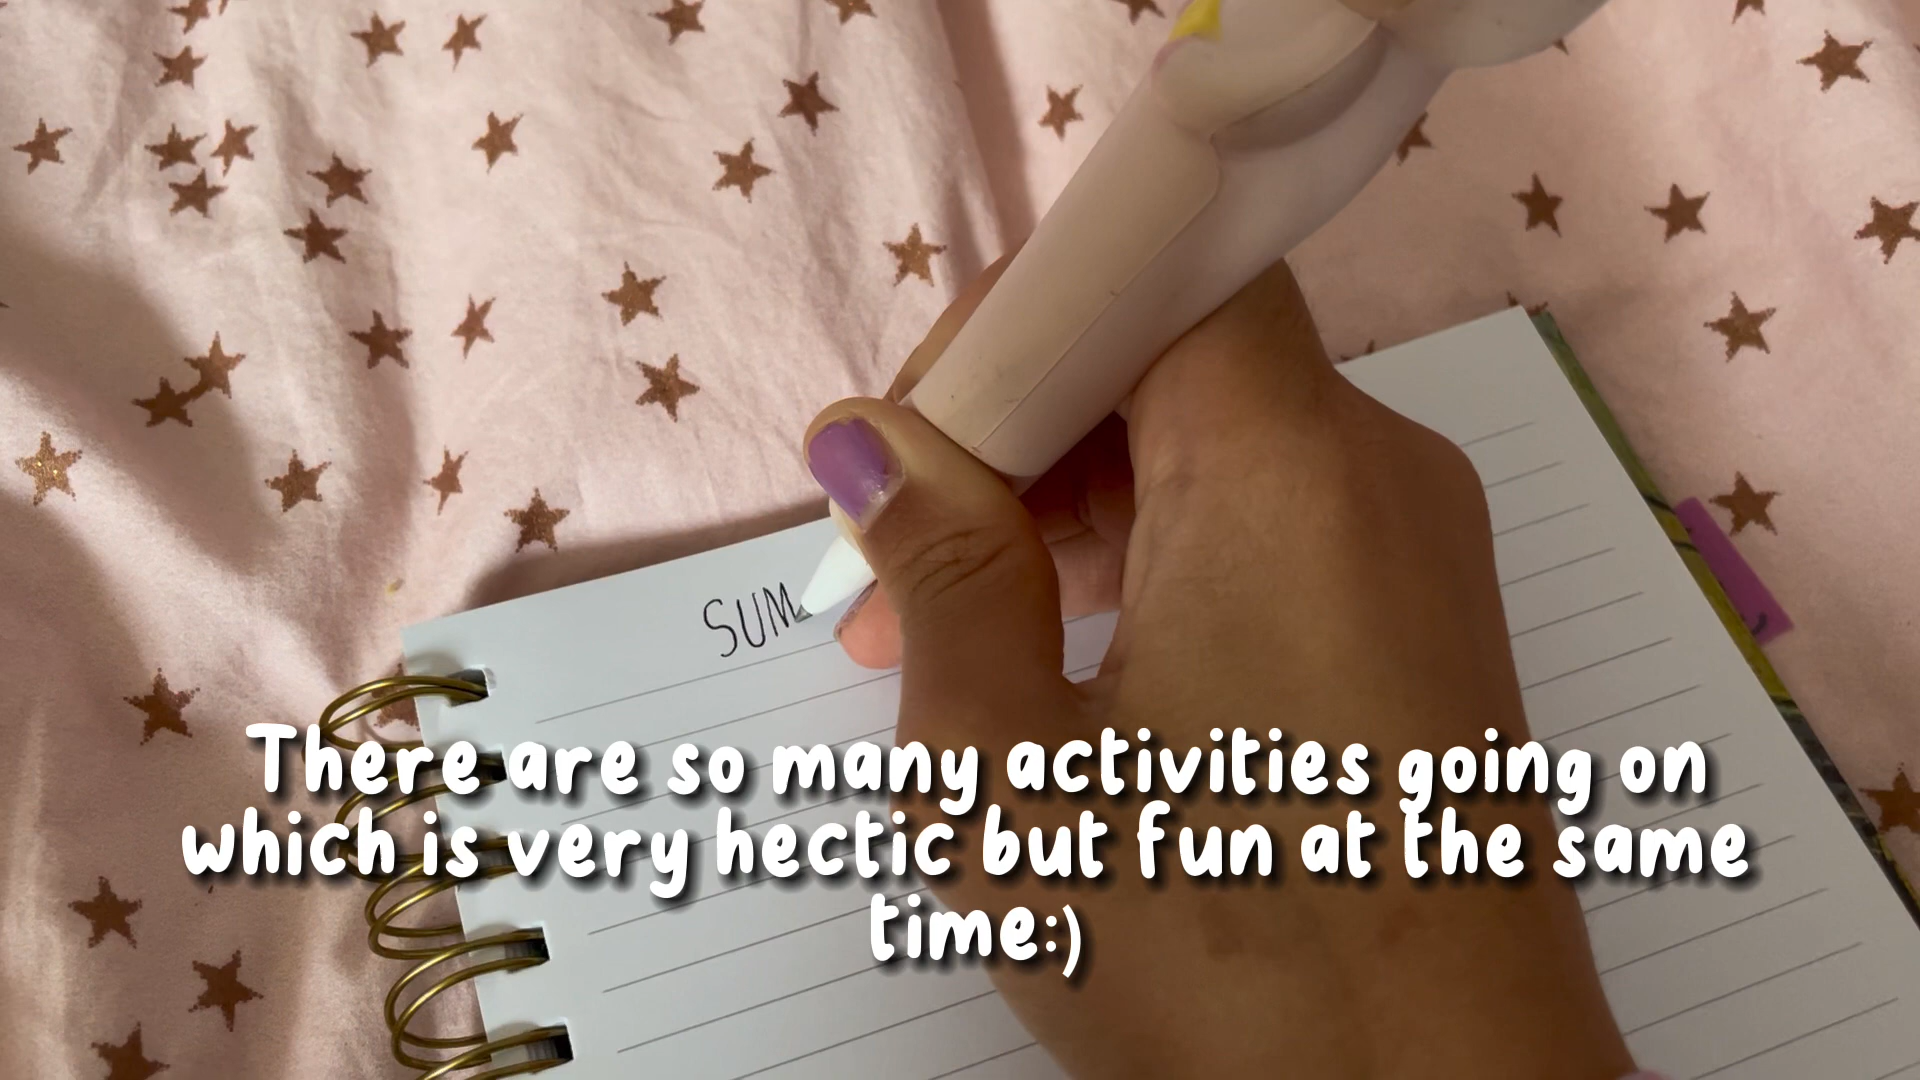 SUM
There are so many activities going on
which is very hectic but fun at the same
time:)